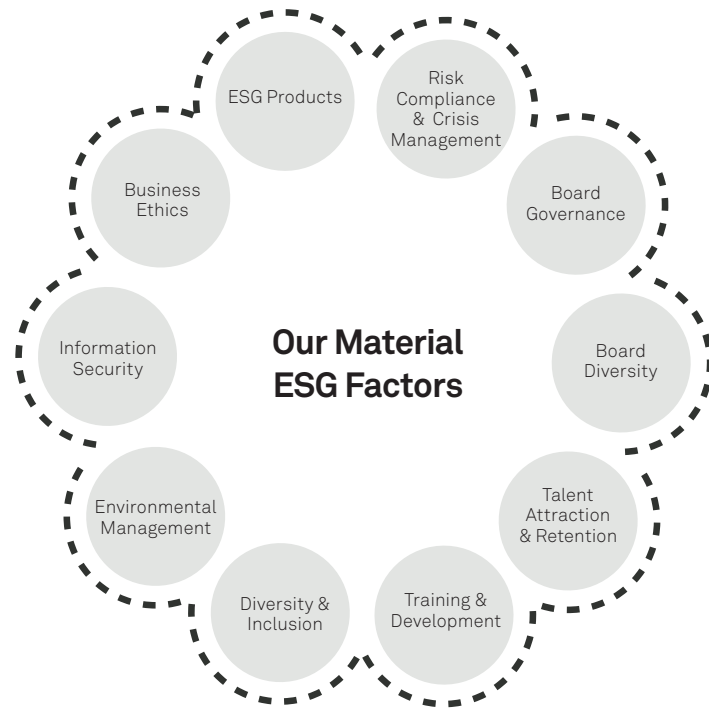 ESG Products
Risk
Compliance
& Crisis
Management
Board
Governance
Board
Diversity
Talent
Attraction
& Retention
Training &
Development
Diversity &
Inclusion
Environmental
Management
Information
Security
Business
Ethics
Our Material
ESG Factors